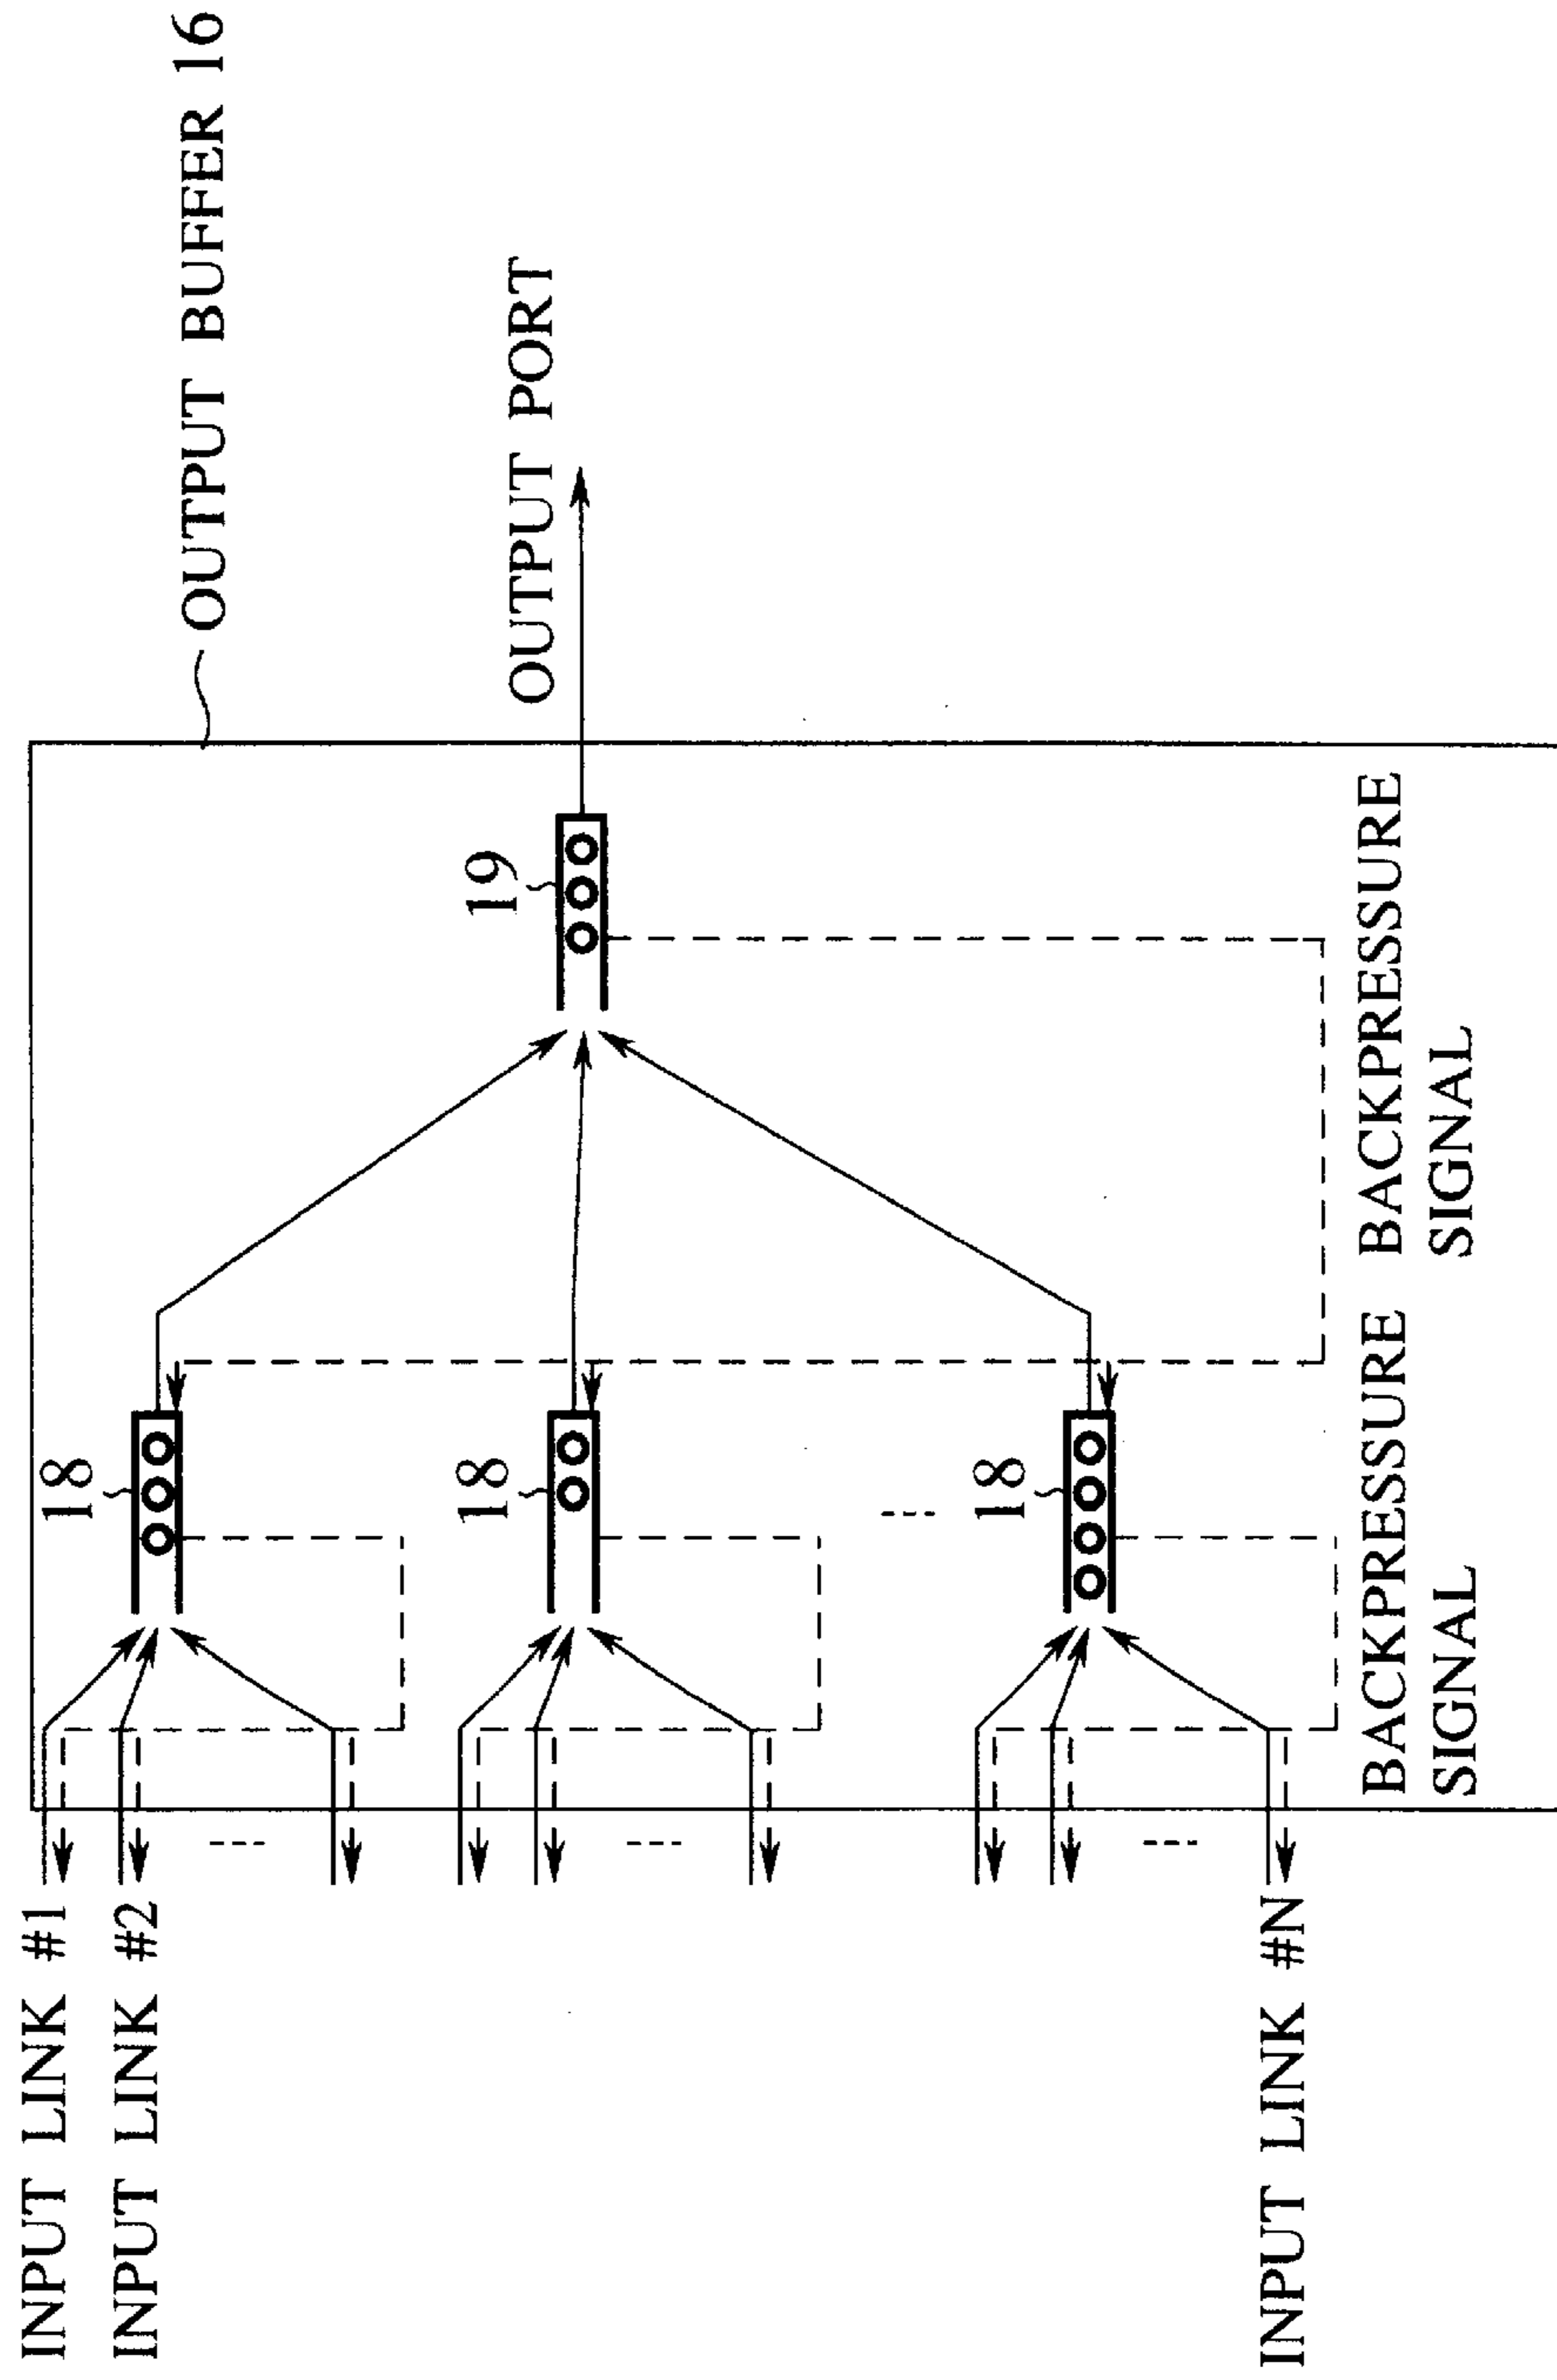 OUTPUT BUFFER 16
OUTPUT PORT
19
18
18
18
INPUT LINK #1
INPUT LINK #2
INPUT LINK #N
BACKPRESSURE
SIGNAL
BACKPRESSURE
SIGNAL